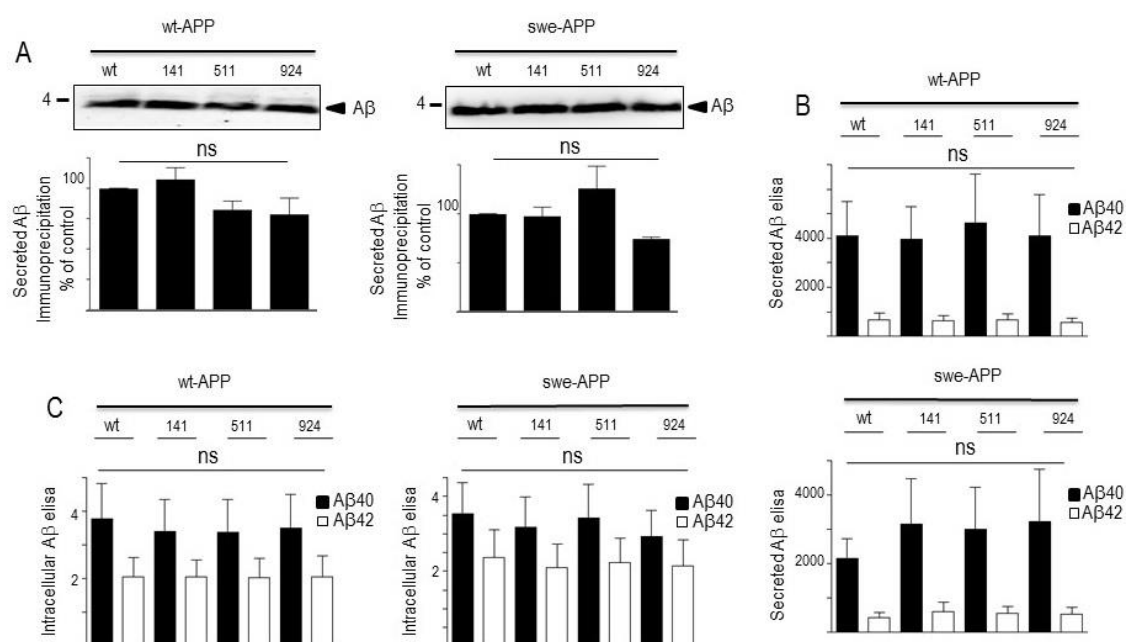 A
wt-APP
wt 141 511 924
4
Aβ
ns
100
Secreted Aβ
Immunoprecipitation
% of control
swe-APP
wt 141 511 924
4
Aβ
ns
100
Secreted Aβ
Immunoprecipitation
% of control
B
wt-APP
wt 141 511 924
ns
Aβ40
Aβ42
4000
2000
Secreted Aβ elisa
swe-APP
wt 141 511 924
ns
Aβ40
Aβ42
4000
2000
Secreted Aβ elisa
C
wt-APP
wt 141 511 924
ns
Aβ40
Aβ42
4
2
Intracellular Aβ elisa
swe-APP
wt 141 511 924
ns
Aβ40
Aβ42
4
2
Intracellular Aβ elisa